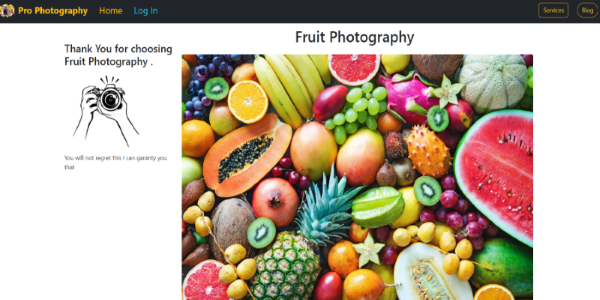 Pro Photography Home Log In Services Blog
Fruit Photography
Thank You for choosing
Fruit Photography .
You will not regret this I can garanty you
that